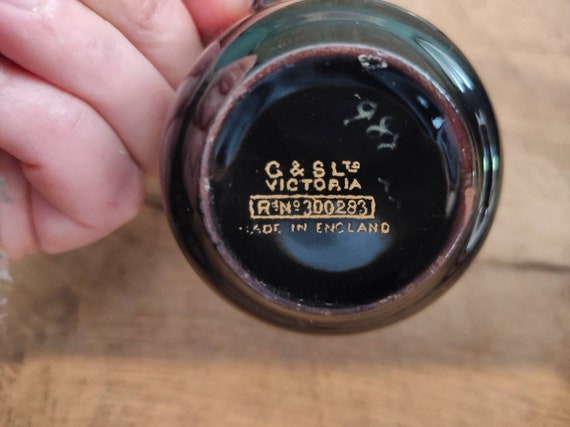 G & S Ltd
VICTORIA
Rd No 300283
MADE IN ENGLAND